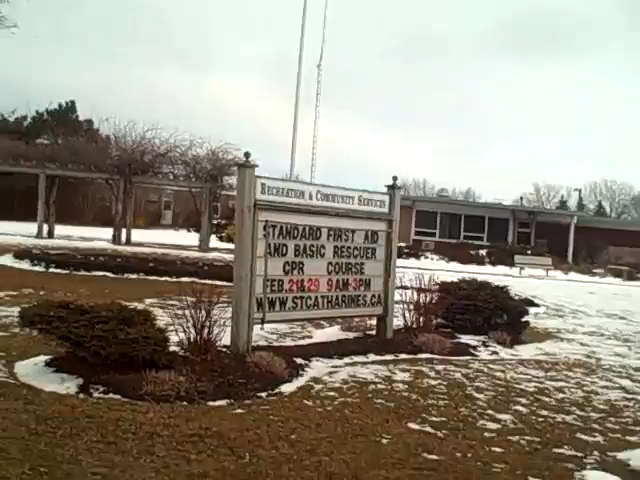 RECREATION & COMMUNITY SERVICES
STANDARD FIRST AID
AND BASIC RESCUER
CPR COURSE
FEB.21&29 9AM-3PM
WWW.STCATHARINES.CA